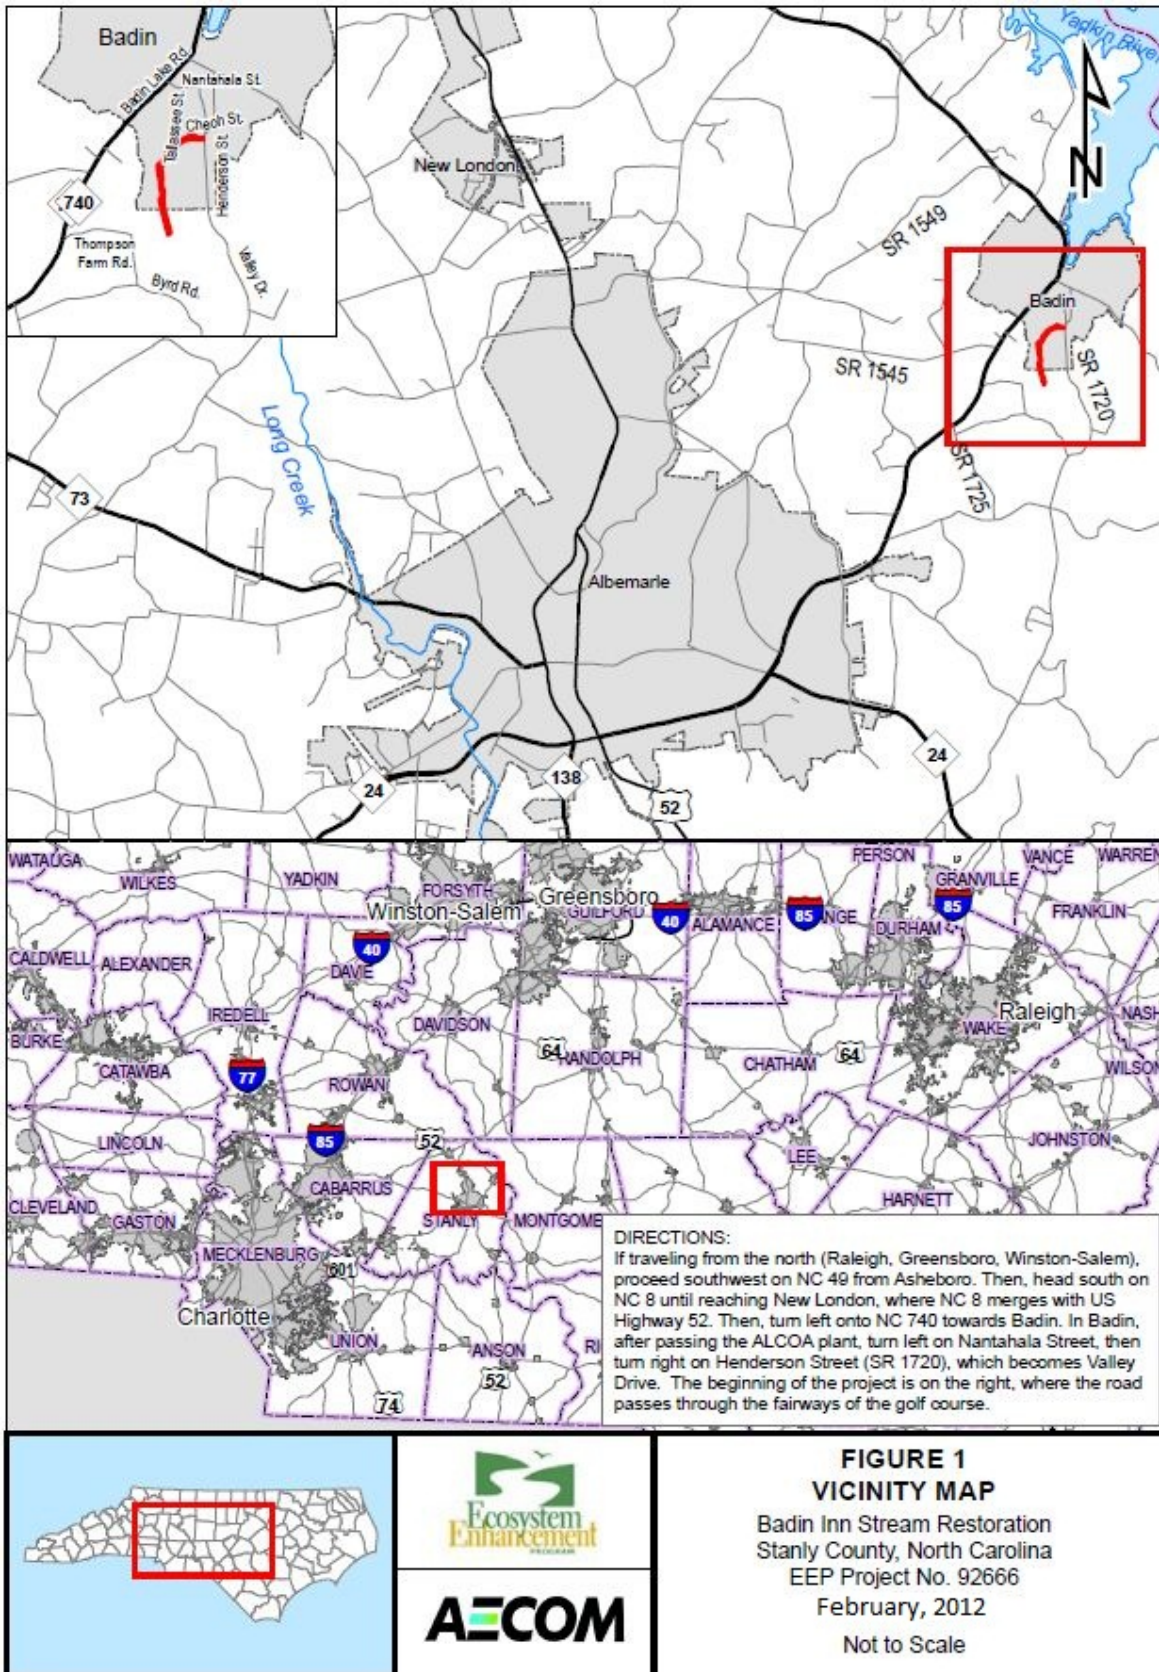 Badin
Badin Lake Rd.
Nantahala St.
Tallassee St.
Cheoh St.
Henderson St.
740
Thompson
Farm Rd.
Byrd Rd.
Valley Dr.
New London
Yadkin River
N
SR 1549
Badin
SR 1545
SR 1720
SR 1725
Long Creek
73
Albemarle
24
138
52
24
WATAUGA
WILKES
YADKIN
FORSYTH
Winston-Salem
Greensboro
GUILFORD
40
ALAMANCE
85
NGE
PERSON
GRANVILLE
85
VANCE
WARREN
FRANKLIN
DURHAM
CALDWELL
ALEXANDER
40
DAVIE
IREDELL
DAVIDSON
Raleigh
WAKE
NASH
BURKE
CATAWBA
77
ROWAN
64
RANDOLPH
CHATHAM
64
WILSON
LINCOLN
85
52
LEE
JOHNSTON
CLEVELAND
GASTON
CABARRUS
STANLY
MONTGOME
HARNETT
MECKLENBURG
601
Charlotte
UNION
ANSON
RI
52
74
DIRECTIONS:
If traveling from the north (Raleigh, Greensboro, Winston-Salem),
proceed southwest on NC 49 from Asheboro. Then, head south on
NC 8 until reaching New London, where NC 8 merges with US
Highway 52. Then, turn left onto NC 740 towards Badin. In Badin,
after passing the ALCOA plant, turn left on Nantahala Street, then
turn right on Henderson Street (SR 1720), which becomes Valley
Drive. The beginning of the project is on the right, where the road
passes through the fairways of the golf course.
Ecosystem
Enhancement
PROGRAM
AECOM
FIGURE 1
VICINITY MAP
Badin Inn Stream Restoration
Stanly County, North Carolina
EEP Project No. 92666
February, 2012
Not to Scale